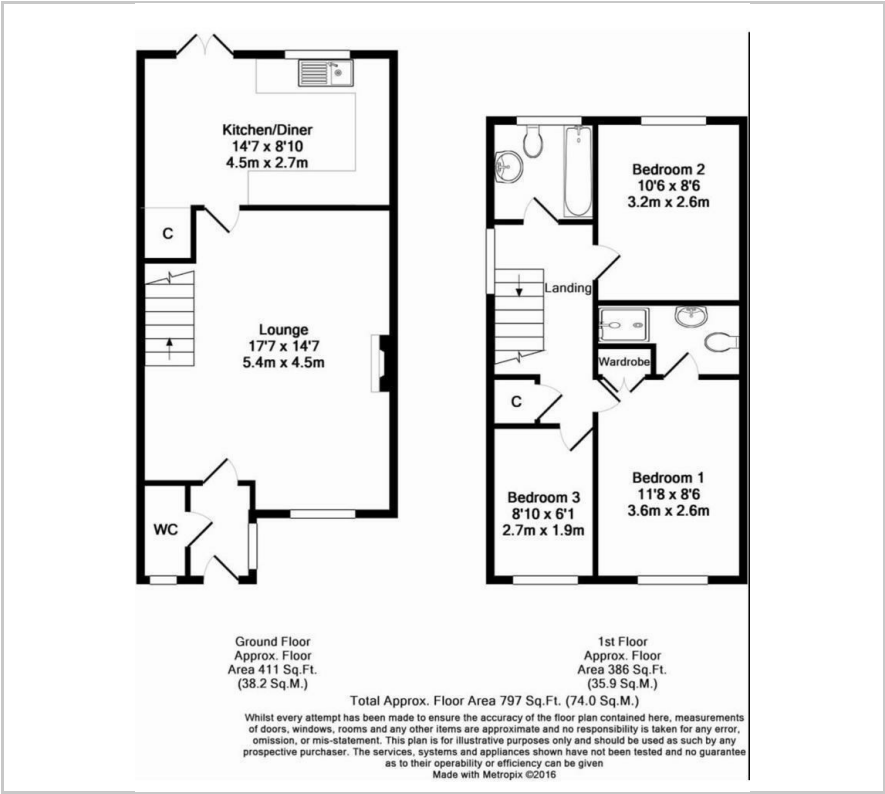 Kitchen/Diner
14'7 x 8'10
4.5m x 2.7m
C
Lounge
17'7 x 14'7
5.4m x 4.5m
WC
Bedroom 2
10'6 x 8'6
3.2m x 2.6m
Landing
Wardrobe
C
Bedroom 1
11'8 x 8'6
3.6m x 2.6m
Bedroom 3
8'10 x 6'1
2.7m x 1.9m
Ground Floor
Approx. Floor
Area 411 Sq.Ft.
(38.2 Sq.M.)
1st Floor
Approx. Floor
Area 386 Sq.Ft.
(35.9 Sq.M.)
Total Approx. Floor Area 797 Sq.Ft. (74.0 Sq.M.)
Whilst every attempt has been made to ensure the accuracy of the floor plan contained here, measurements
of doors, windows, rooms and any other items are approximate and no responsibility is taken for any error,
omission, or mis-statement. This plan is for illustrative purposes only and should be used as such by any
prospective purchaser. The services, systems and appliances shown have not been tested and no guarantee
as to their operability or efficiency can be given
Made with Metropix ©2016